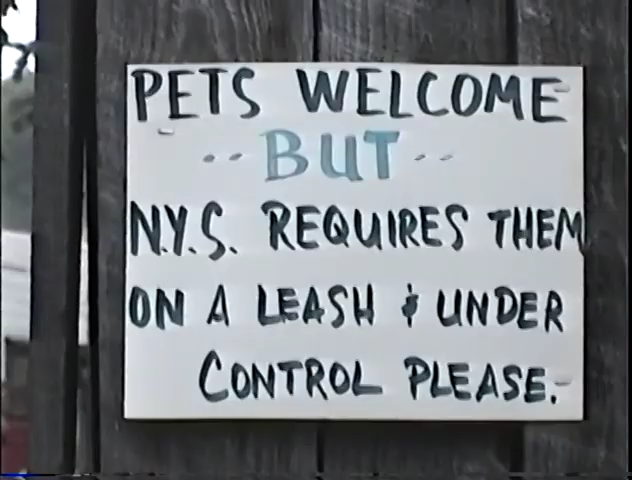 PETS WELCOME
-- BUT --
N.Y.S. REQUIRES THEM
ON A LEASH & UNDER
CONTROL PLEASE.-